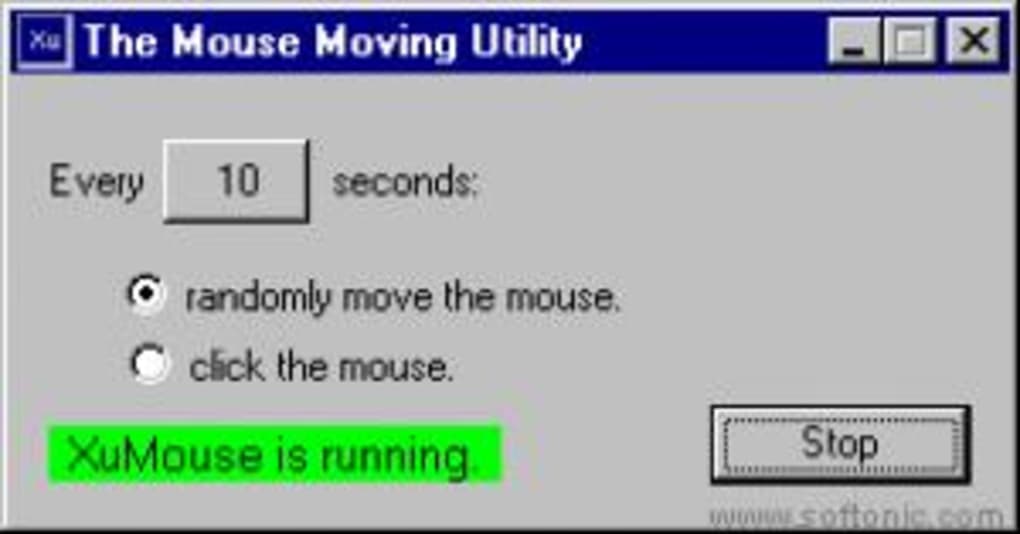 Xu The Mouse Moving Utility
Every 10 seconds:
randomly move the mouse.
click the mouse.
XuMouse is running.
Stop
www.softonic.com